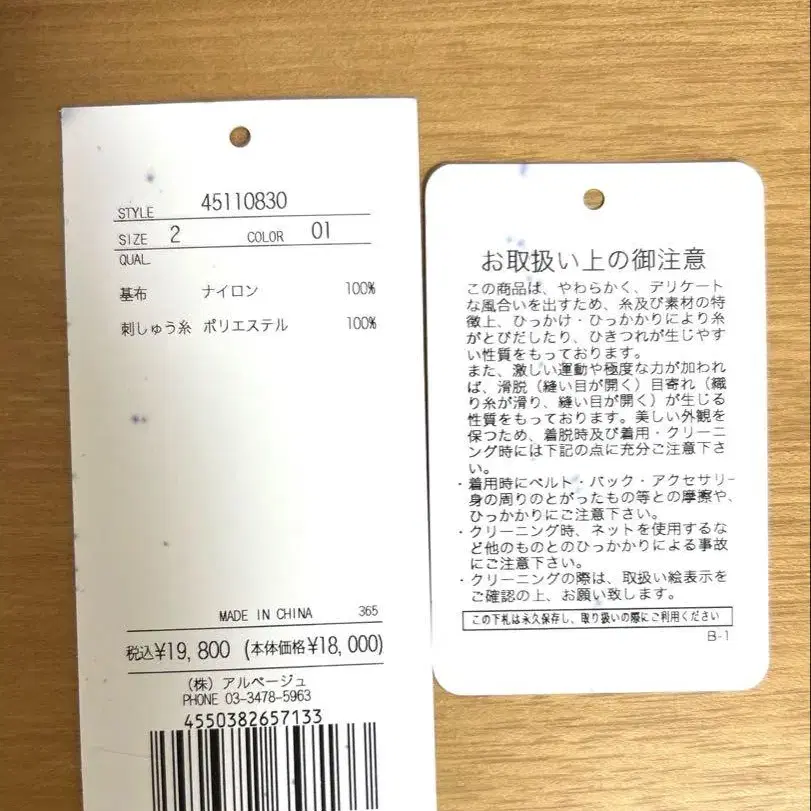 STYLE 45110830
SIZE 2 COLOR 01
QUAL.
基布 ナイロン 100%
刺しゅう糸 ポリエステル 100%
MADE IN CHINA 365
税込¥19,800 (本体価格¥18,000)
(株) アルページュ
PHONE 03-3478-5963
4550382657133
お取扱い上の御注意
この商品は、やわらかく、デリケート
な風合いを出すため、糸及び素材の特
徴上、ひっかけ・ひっかかりにより糸
がとびだしたり、ひきつれが生じやす
い性質をもっております。
また、激しい運動や極度な力が加われ
ば、滑脱（縫い目が開く）目寄れ（織
り糸が滑り、縫い目が開く）が生じる
性質をもっております。美しい外観を
保つため、着脱時及び着用・クリーニ
ング時には下記の点に充分ご注意下さ
い。
・着用時にベルト・バック・アクセサリー
身の周りのとがったもの等との摩擦や、
ひっかかりにご注意下さい。
・クリーニング時、ネットを使用するな
ど他のものとのひっかかりによる事故
にご注意下さい。
・クリーニングの際は、取扱い絵表示を
ご確認の上、お願い致します。
この下札は永久保存し、取り扱いの際にご利用ください
B-1